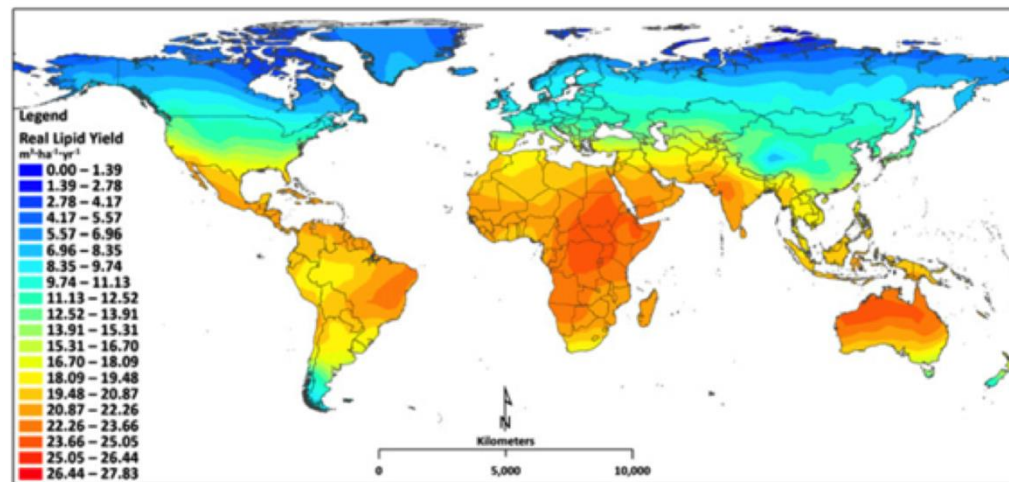 Legend
Real Lipid Yield
m³·ha⁻¹·yr⁻¹
0.00 – 1.39
1.39 – 2.78
2.78 – 4.17
4.17 – 5.57
5.57 – 6.96
6.96 – 8.35
8.35 – 9.74
9.74 – 11.13
11.13 – 12.52
12.52 – 13.91
13.91 – 15.31
15.31 – 16.70
16.70 – 18.09
18.09 – 19.48
19.48 – 20.87
20.87 – 22.26
22.26 – 23.66
23.66 – 25.05
25.05 – 26.44
26.44 – 27.83
N
Kilometers
0 5,000 10,000